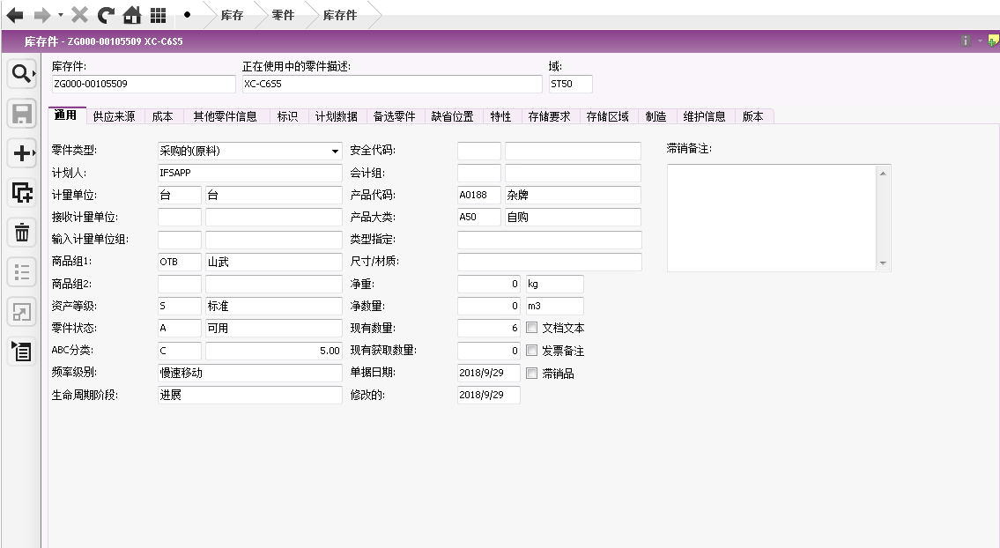 库存 零件 库存件
库存件 - ZG000-00105509 XC-C6S5
库存件: 正在使用中的零件描述: 域:
ZG000-00105509 XC-C6S5 ST50
通用 供应来源 成本 其他零件信息 标识 计划数据 备选零件 缺省位置 特性 存储要求 存储区域 制造 维护信息 版本
零件类型: 采购的(原料) 安全代码: 滞销备注:
计划人: IFSAPP 会计组:
计量单位: 台 台 产品代码: A0188 杂牌
接收计量单位: 产品大类: A50 自购
输入计量单位组: 类型指定:
商品组1: OTB 山武 尺寸/材质:
商品组2: 净重: 0 kg
资产等级: S 标准 净数量: 0 m3
零件状态: A 可用 现有数量: 6 文档文本
ABC分类: C 5.00 现有获取数量: 0 发票备注
频率级别: 慢速移动 单据日期: 2018/9/29 滞销品
生命周期阶段: 进展 修改的: 2018/9/29